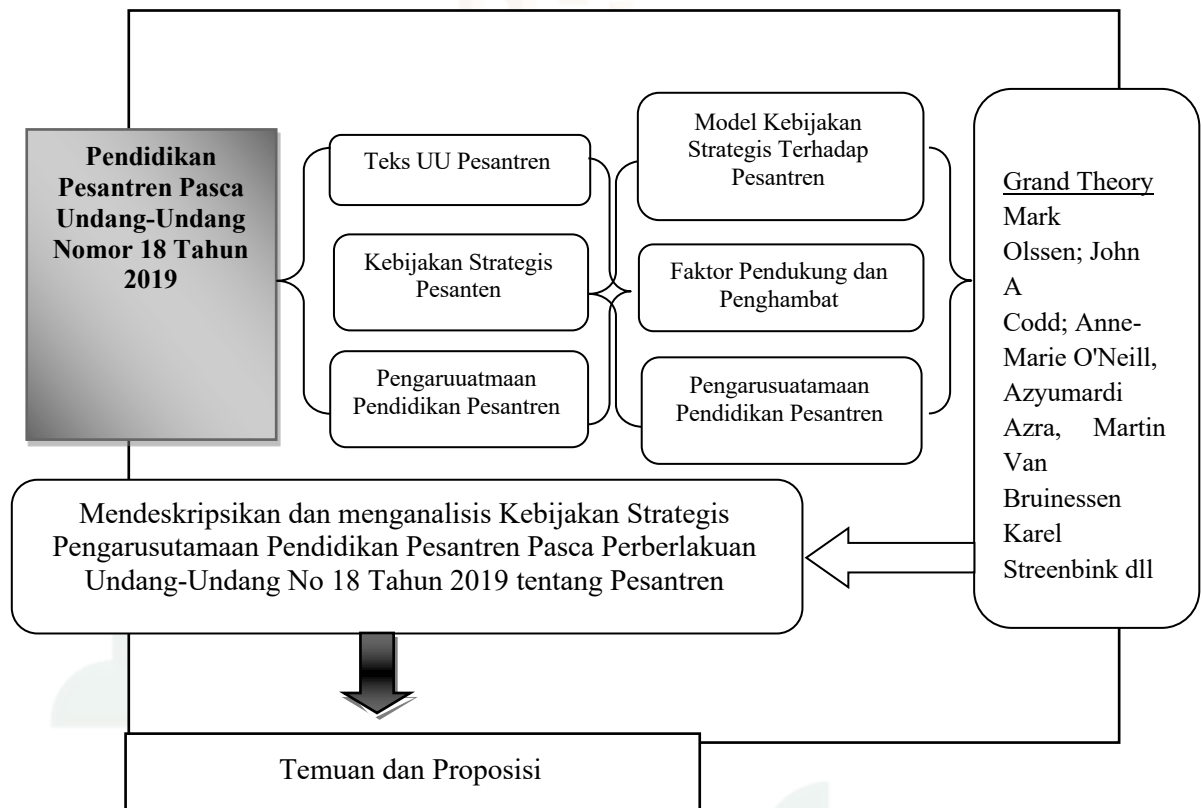 Pendidikan
Pesantren Pasca
Undang-Undang
Nomor 18 Tahun
2019
Teks UU Pesantren
Kebijakan Strategis
Pesanten
Pengaruuatmaan
Pendidikan Pesantren
Model Kebijakan
Strategis Terhadap
Pesantren
Faktor Pendukung dan
Penghambat
Pengarusuatamaan
Pendidikan Pesantren
Grand Theory
Mark
Olssen; John
A
Codd; Anne-
Marie O'Neill,
Azyumardi
Azra, Martin
Van
Bruinessen
Karel
Streenbink dll
Mendeskripsikan dan menganalisis Kebijakan Strategis
Pengarusutamaan Pendidikan Pesantren Pasca Perberlakuan
Undang-Undang No 18 Tahun 2019 tentang Pesantren
Temuan dan Proposisi